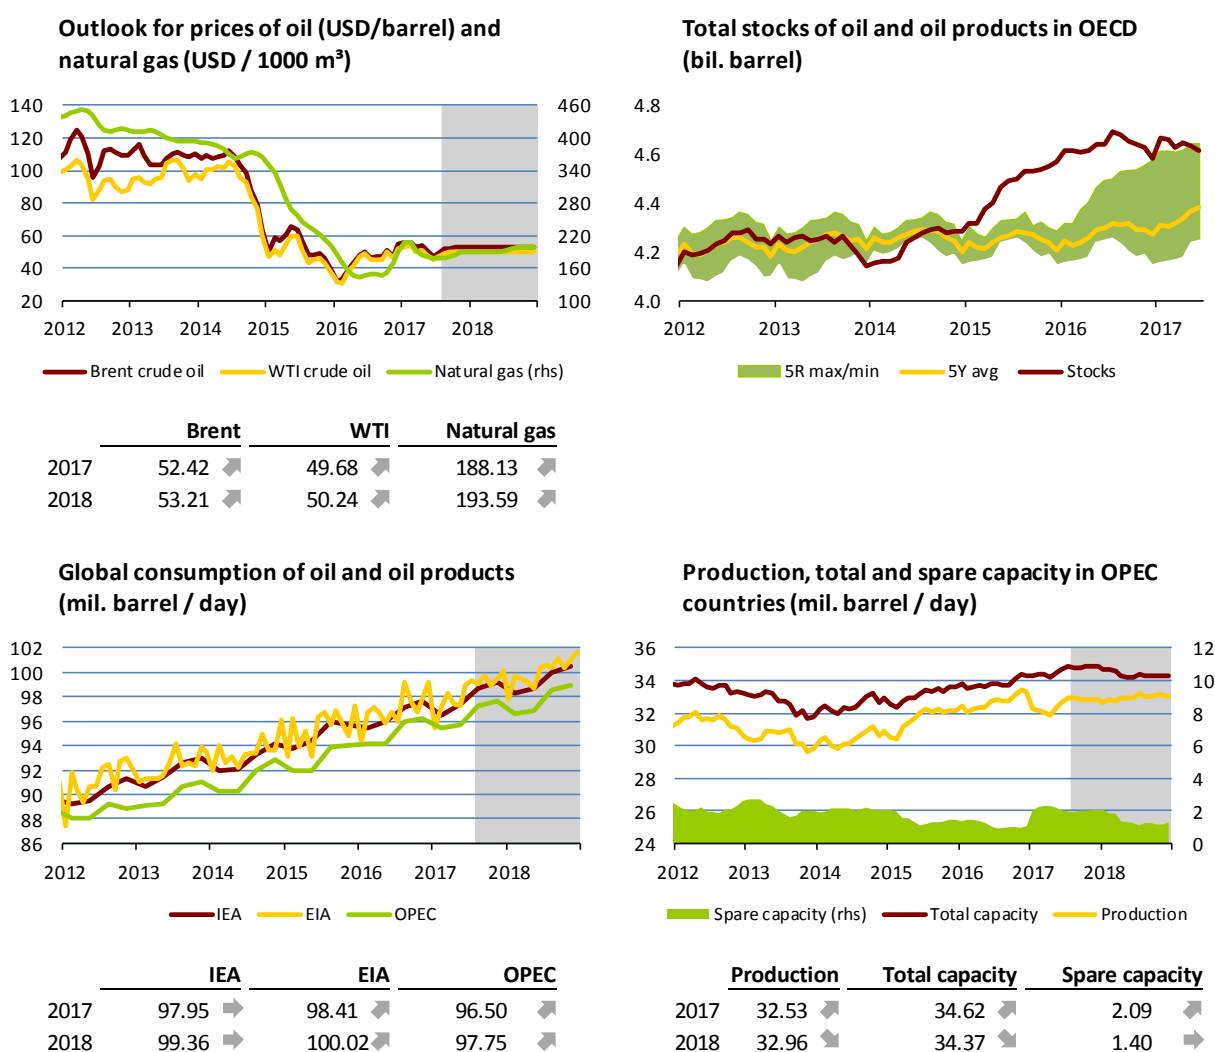 Outlook for prices of oil (USD/barrel) and
natural gas (USD / 1000 m³)
140 460
120 400
100 340
80 280
60 220
40 160
20 100
2012 2013 2014 2015 2016 2017 2018
Brent crude oil WTI crude oil Natural gas (rhs)
Brent WTI Natural gas
2017 52.42 49.68 188.13
2018 53.21 50.24 193.59
Total stocks of oil and oil products in OECD
(bil. barrel)
4.8
4.6
4.4
4.2
4.0
2012 2013 2014 2015 2016 2017
5R max/min 5Y avg Stocks
Global consumption of oil and oil products
(mil. barrel / day)
102
100
98
96
94
92
90
88
86
2012 2013 2014 2015 2016 2017 2018
IEA EIA OPEC
IEA EIA OPEC
2017 97.95 98.41 96.50
2018 99.36 100.02 97.75
Production, total and spare capacity in OPEC
countries (mil. barrel / day)
36 12
34 10
32 8
30 6
28 4
26 2
24 0
2012 2013 2014 2015 2016 2017 2018
Spare capacity (rhs) Total capacity Production
Production Total capacity Spare capacity
2017 32.53 34.62 2.09
2018 32.96 34.37 1.40